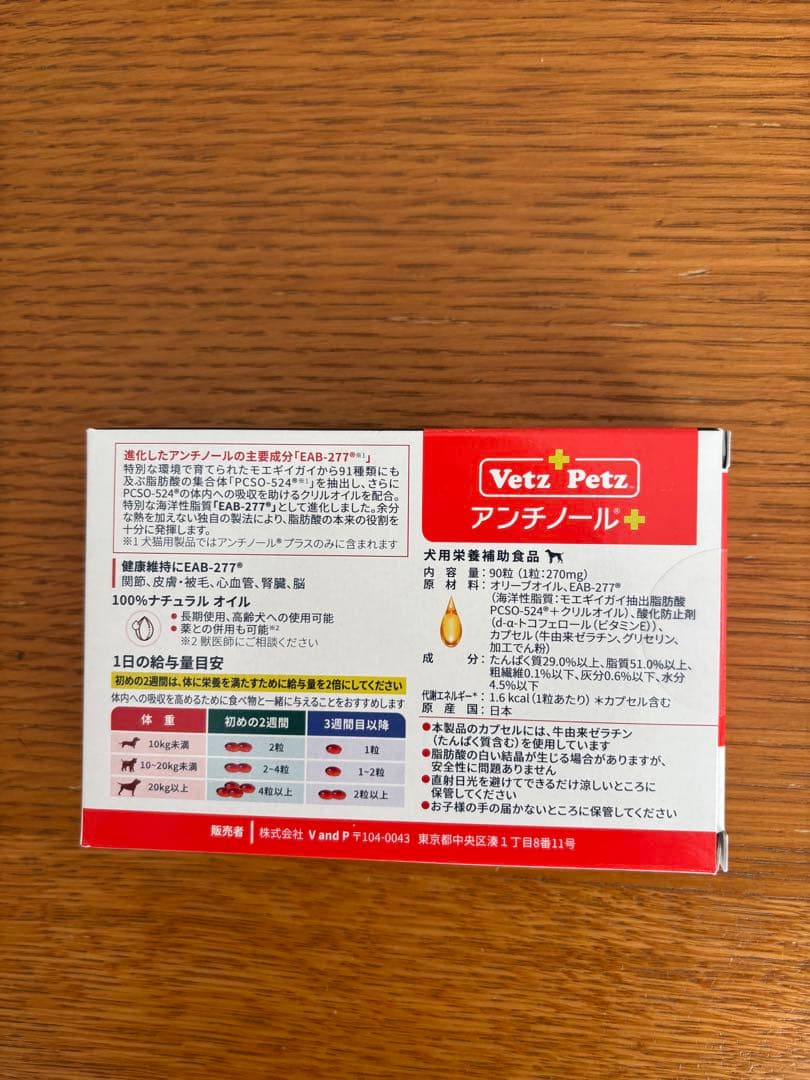 進化したアンチノールの主要成分「EAB-277®※1」
特別な環境で育てられたモエギイガイから91種類にも
及ぶ脂肪酸の集合体「PCSO-524®※1」を抽出し、さらに
PCSO-524®の体内への吸収を助けるクリルオイルを配合。
特別な海洋性脂質「EAB-277®」として進化しました。余分
な熱を加えない独自の製法により、脂肪酸の本来の役割を
十分に発揮します。
※1 犬猫用製品ではアンチノール® プラスのみに含まれます
健康維持にEAB-277®
関節、皮膚・被毛、心血管、腎臓、脳
100%ナチュラル オイル
● 長期使用、高齢犬への使用可能
● 薬との併用も可能※2
※2 獣医師にご相談ください
1日の給与量目安
初めの2週間は、体に栄養を満たすために給与量を2倍にしてください
体内への吸収を高めるために食べ物と一緒に与えることをおすすめします
体 重 初めの2週間 3週間目以降
10kg未満 2粒 1粒
10~20kg未満 2~4粒 1~2粒
20kg以上 4粒以上 2粒以上
Vetz Petz™
アンチノール®+
犬用栄養補助食品
内 容 量：90粒（1粒：270mg）
原 材 料：オリーブオイル、EAB-277®
（海洋性脂質：モエギイガイ抽出脂肪酸
PCSO-524®＋クリルオイル）、酸化防止剤
（d-α-トコフェロール（ビタミンE））、
カプセル（牛由来ゼラチン、グリセリン、
加工でん粉）
成 分：たんぱく質29.0%以上、脂質51.0%以上、
粗繊維0.1%以下、灰分0.6%以下、水分
4.5%以下
代謝エネルギー*：1.6 kcal（1粒あたり）＊カプセル含む
原 産 国：日本
●本製品のカプセルには、牛由来ゼラチン
（たんぱく質含む）を使用しています
●脂肪酸の白い結晶が生じる場合がありますが、
安全性に問題ありません
●直射日光を避けてできるだけ涼しいところに
保管してください
●お子様の手の届かないところに保管してください
販売者 株式会社 V and P 〒104-0043 東京都中央区湊1丁目8番11号